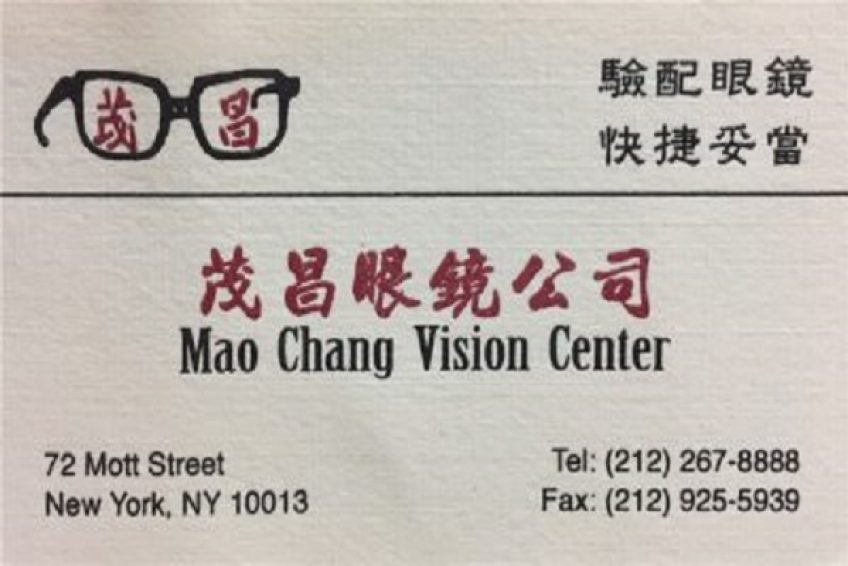 茂昌
驗配眼鏡
快捷妥當
茂昌眼鏡公司
Mao Chang Vision Center
72 Mott Street
New York, NY 10013
Tel: (212) 267-8888
Fax: (212) 925-5939